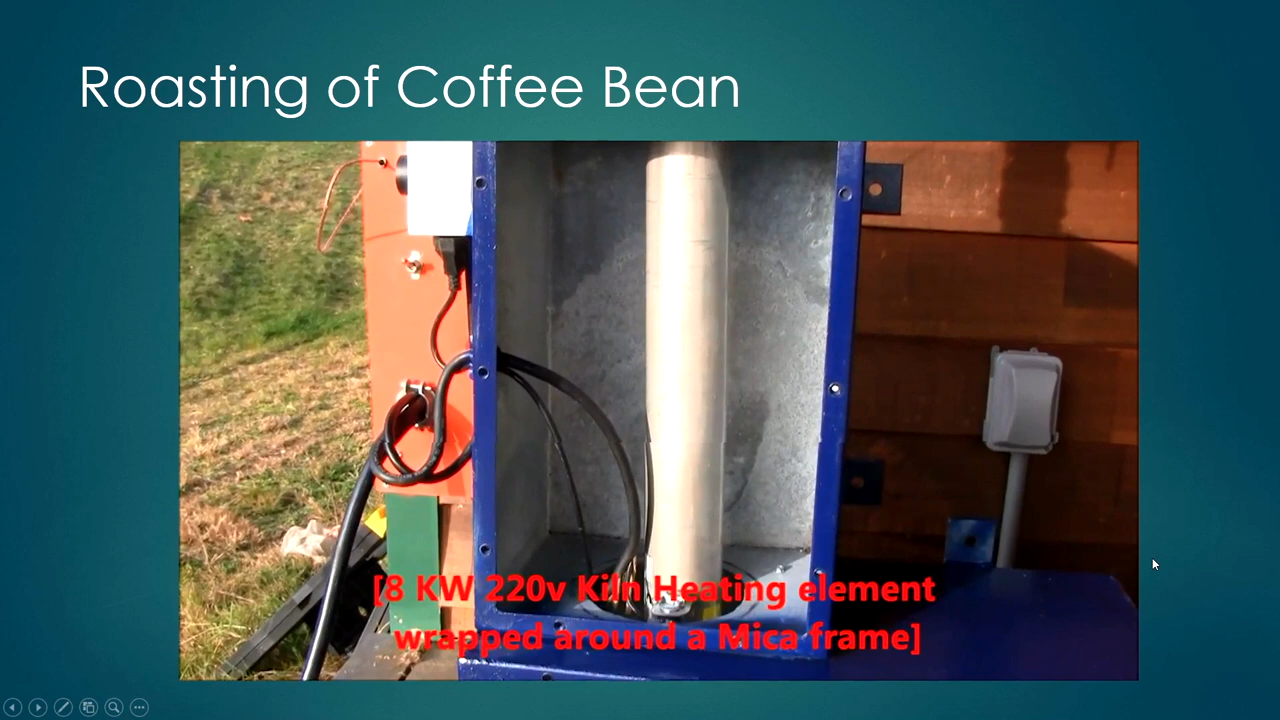 Roasting of Coffee Bean
[8 KW 220v Kiln Heating element
wrapped around a Mica frame]